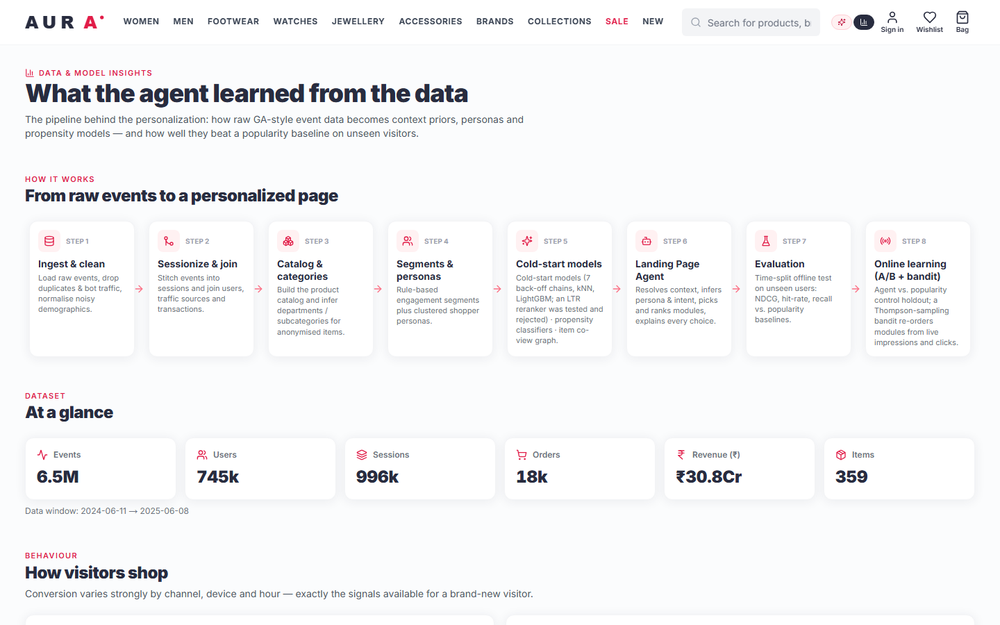 AURA
WOMEN MEN FOOTWEAR WATCHES JEWELLERY ACCESSORIES BRANDS COLLECTIONS SALE NEW
Search for products, b
Sign in
Wishlist
Bag
DATA & MODEL INSIGHTS
What the agent learned from the data
The pipeline behind the personalization: how raw GA-style event data becomes context priors, personas and
propensity models — and how well they beat a popularity baseline on unseen visitors.
HOW IT WORKS
From raw events to a personalized page
STEP 1
Ingest & clean
Load raw events, drop
duplicates & bot traffic,
normalise noisy
demographics.
STEP 2
Sessionize & join
Stitch events into
sessions and join users,
traffic sources and
transactions.
STEP 3
Catalog &
categories
Build the product
catalog and infer
departments /
subcategories for
anonymised items.
STEP 4
Segments &
personas
Rule-based
engagement segments
plus clustered shopper
personas.
STEP 5
Cold-start models
Cold-start models (7
back-off chains, kNN,
LightGBM; an LTR
reranker was tested and
rejected) · propensity
classifiers · item co-
view graph.
STEP 6
Landing Page
Agent
Resolves context, infers
persona & intent, picks
and ranks modules,
explains every choice.
STEP 7
Evaluation
Time-split offline test
on unseen users:
NDCG, hit-rate, recall
vs. popularity
baselines.
STEP 8
Online learning
(A/B + bandit)
Agent vs. popularity
control holdout; a
Thompson-sampling
bandit re-orders
modules from live
impressions and clicks.
DATASET
At a glance
Events
6.5M
Users
745k
Sessions
996k
Orders
18k
Revenue (₹)
₹30.8Cr
Items
359
Data window: 2024-06-11 → 2025-06-08
BEHAVIOUR
How visitors shop
Conversion varies strongly by channel, device and hour — exactly the signals available for a brand-new visitor.